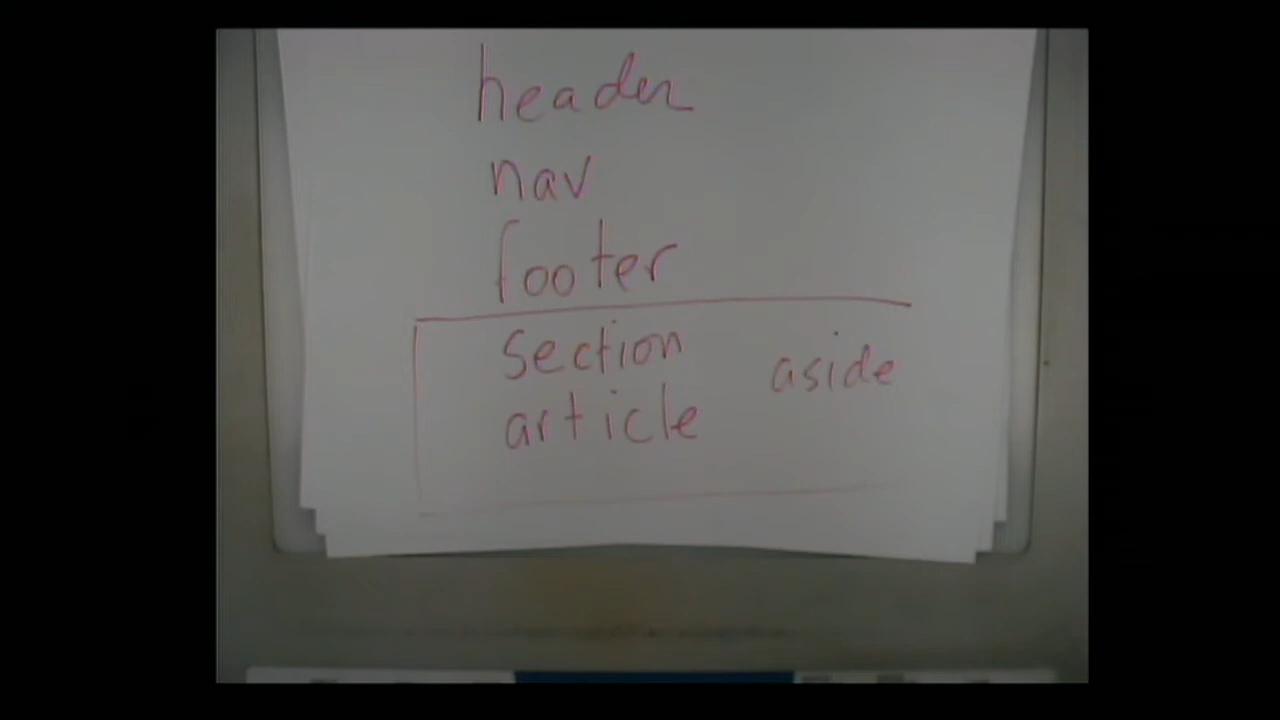 header
nav
footer
section
aside
article